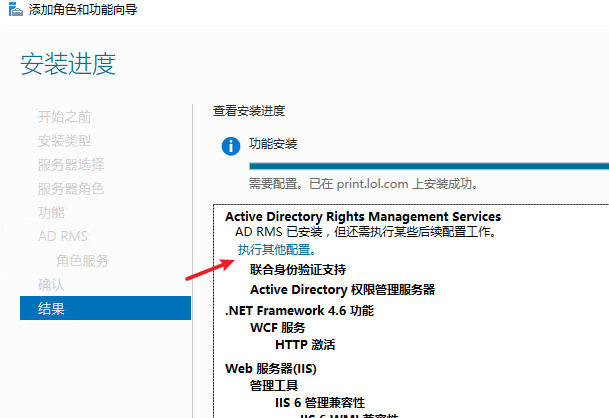 添加角色和功能向导
安装进度
开始之前
安装类型
服务器选择
服务器角色
功能
AD RMS
角色服务
确认
结果
查看安装进度
功能安装
需要配置。已在 print.lol.com 上安装成功。
Active Directory Rights Management Services
AD RMS 已安装，但还需执行某些后续配置工作。
执行其他配置。
联合身份验证支持
Active Directory 权限管理服务器
.NET Framework 4.6 功能
WCF 服务
HTTP 激活
Web 服务器(IIS)
管理工具
IIS 6 管理兼容性
IIS 6 WMI 兼容性